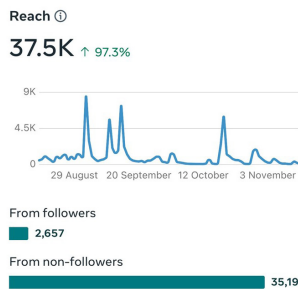 Reach ⓘ
37.5K ↑ 97.3%
9K
4.5K
0
29 August 20 September 12 October 3 November
From followers
2,657
From non-followers
35,19